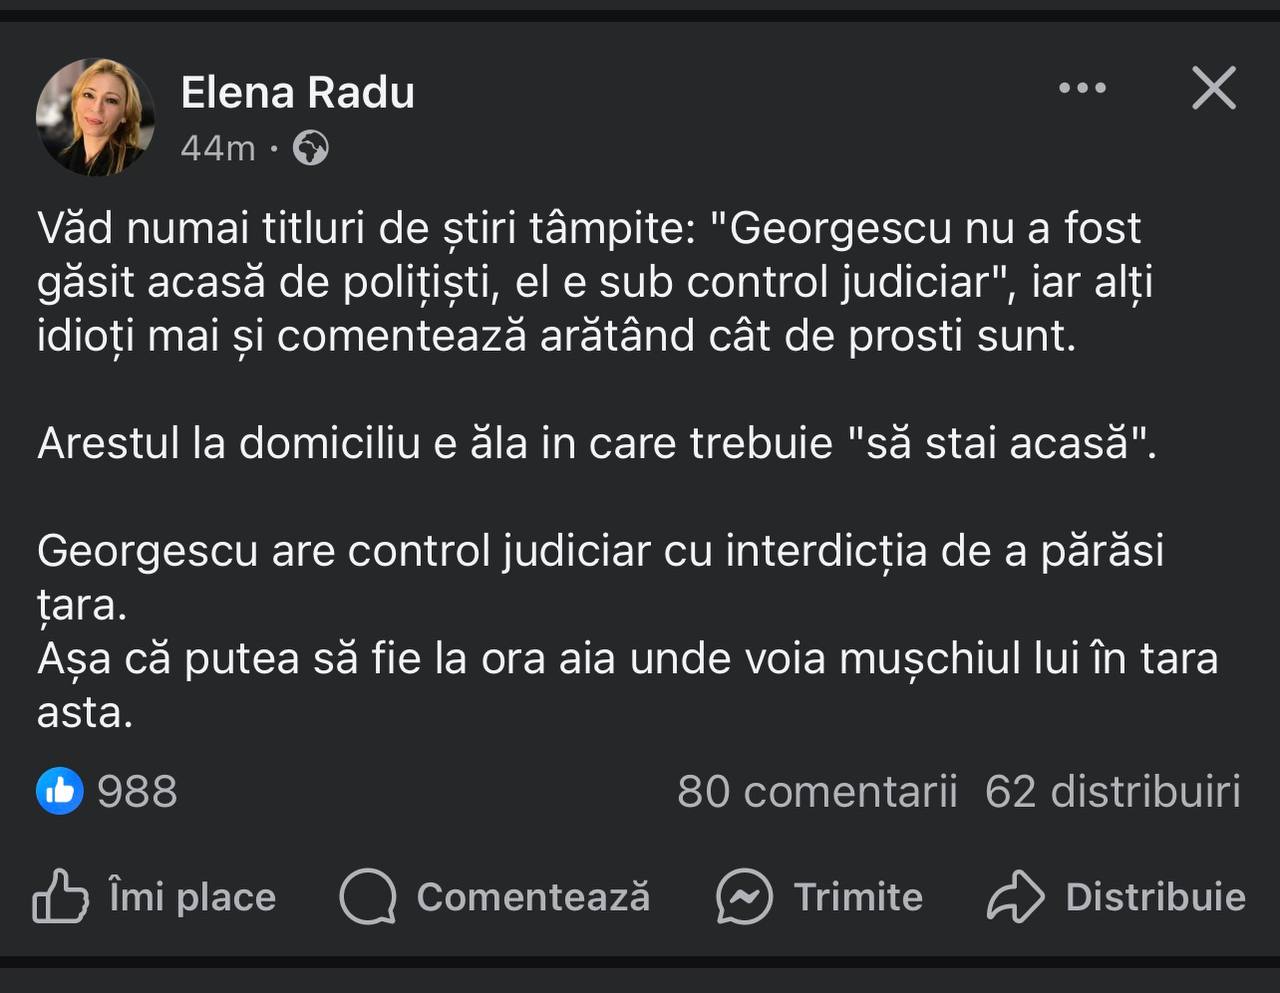 Elena Radu
44m ·
Văd numai titluri de știri tâmpite: "Georgescu nu a fost
găsit acasă de polițiști, el e sub control judiciar", iar alți
idioți mai și comentează arătând cât de prosti sunt.
Arestul la domiciliu e ăla in care trebuie "să stai acasă".
Georgescu are control judiciar cu interdicția de a părăsi
țara.
Așa că putea să fie la ora aia unde voia mușchiul lui în tara
asta.
988 80 comentarii 62 distribuiri
Îmi place Comentează Trimite Distribuie